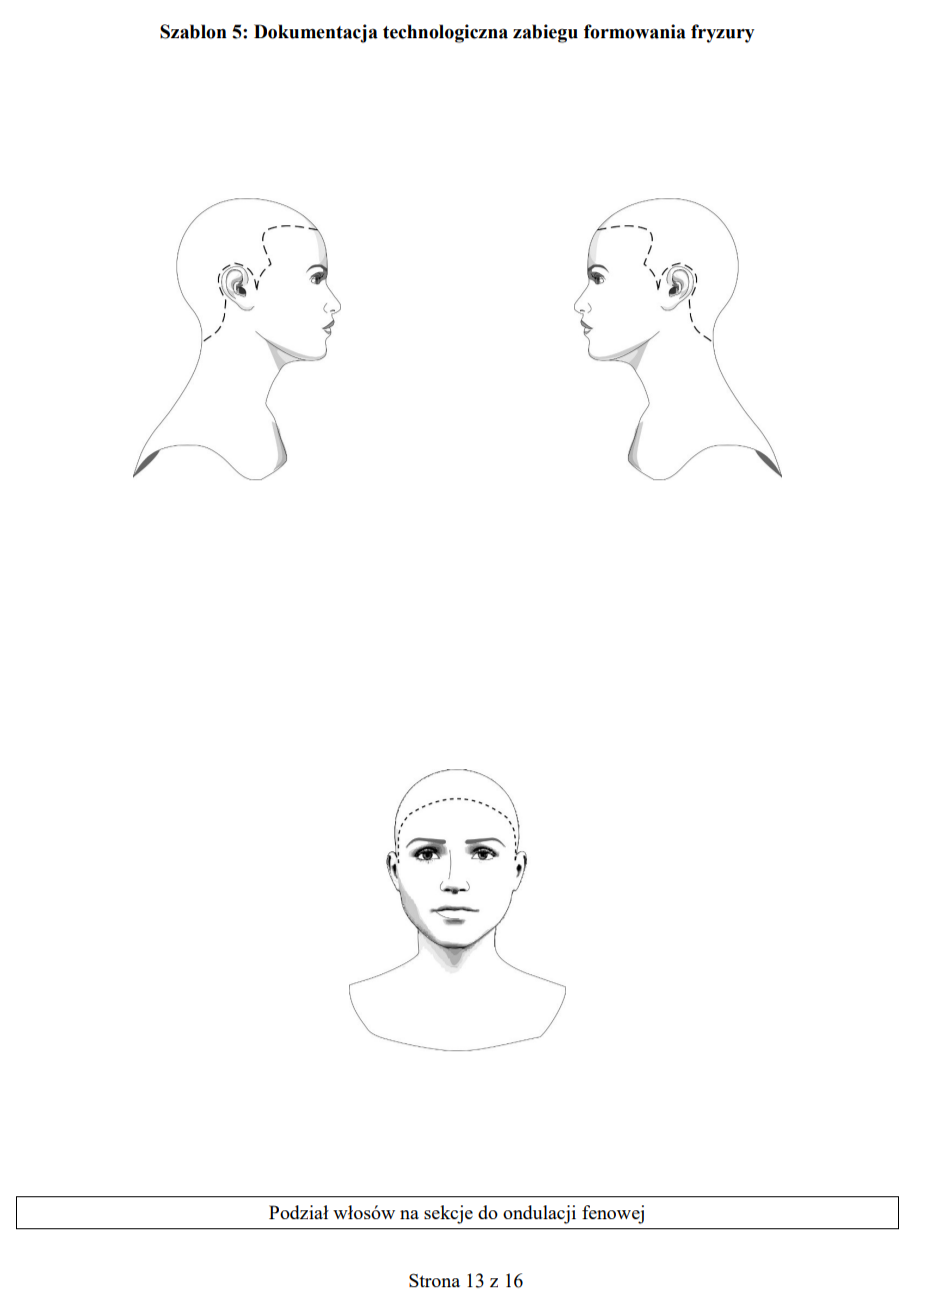 Szablon 5: Dokumentacja technologiczna zabiegu formowania fryzury
Podział włosów na sekcje do ondulacji fenowej
Strona 13 z 16